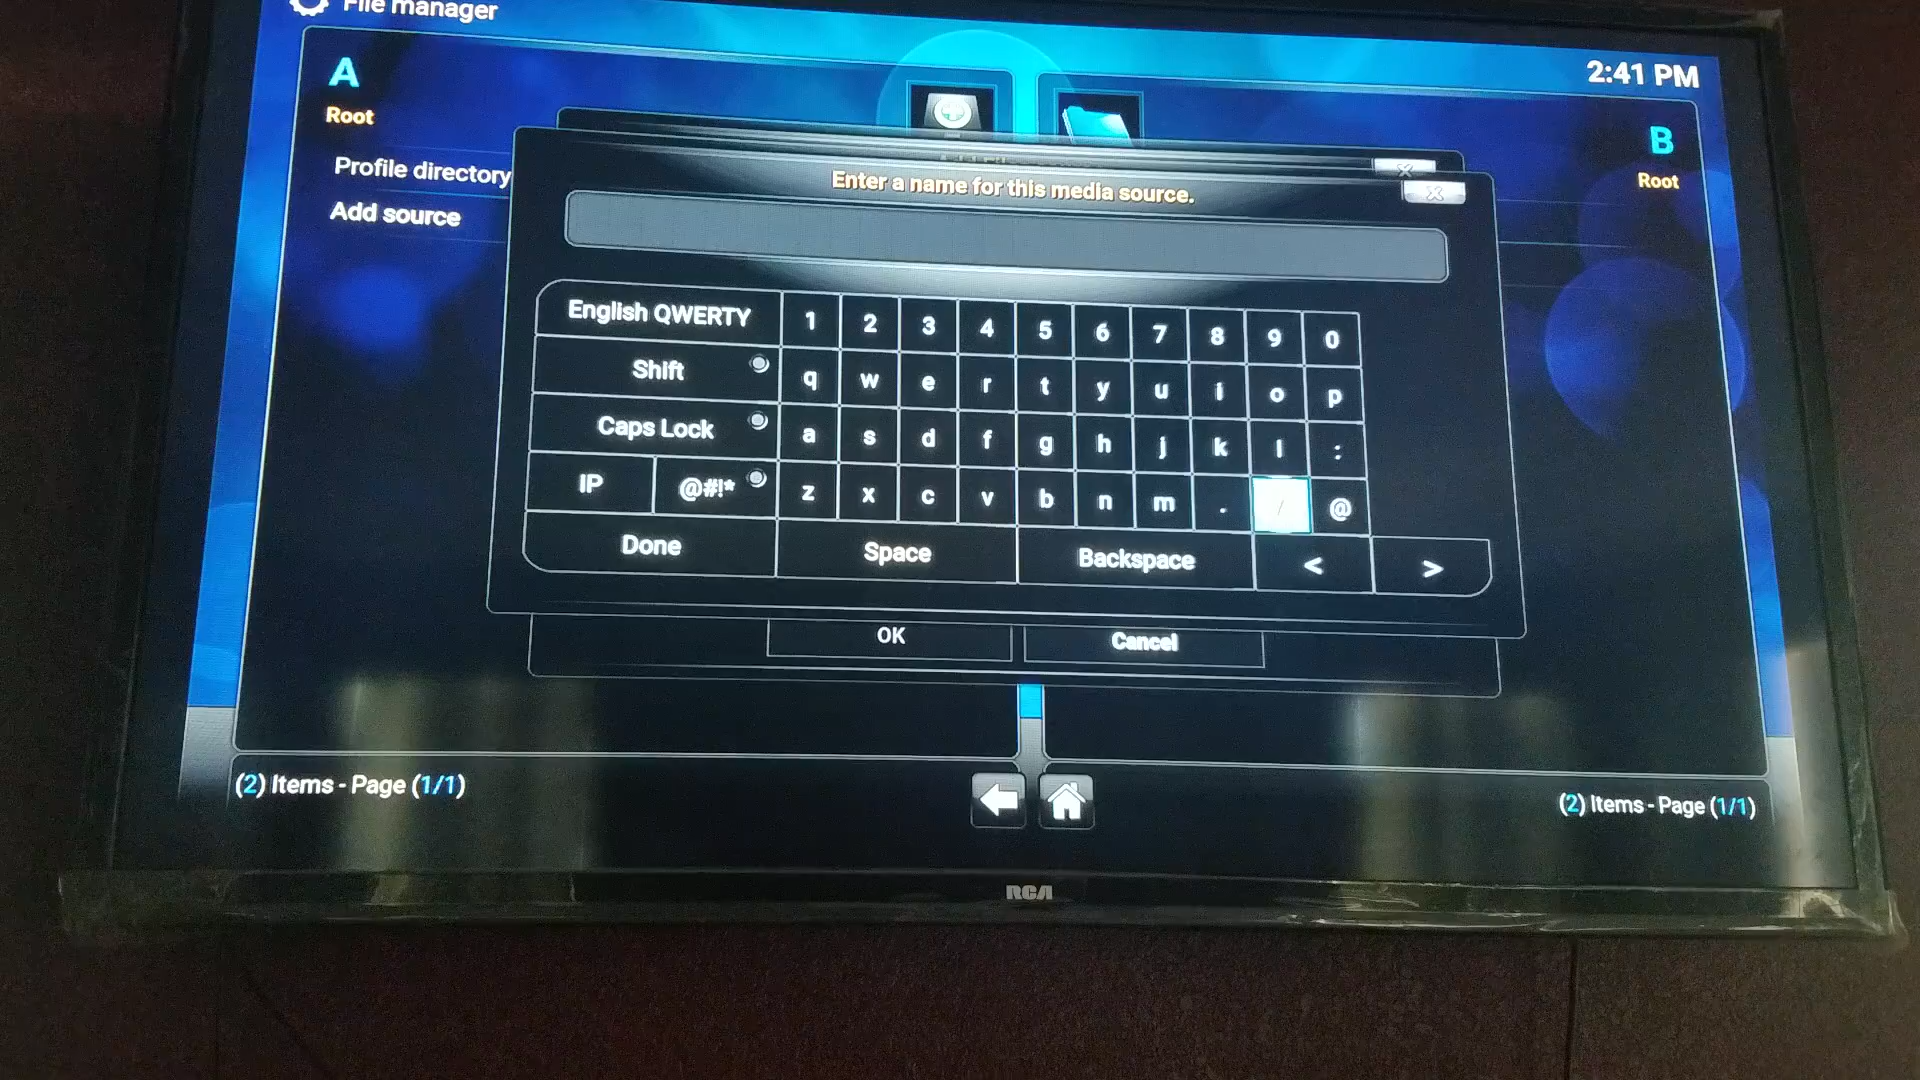 File manager
2:41 PM
A
Root
B
Root
Profile directory
Add source
Enter a name for this media source.
English QWERTY 1 2 3 4 5 6 7 8 9 0
Shift q w e r t y u i o p
Caps Lock a s d f g h j k l :
IP @#!* z x c v b n m . / @
Done Space Backspace < >
OK Cancel
(2) Items - Page (1/1)
(2) Items - Page (1/1)
RCA